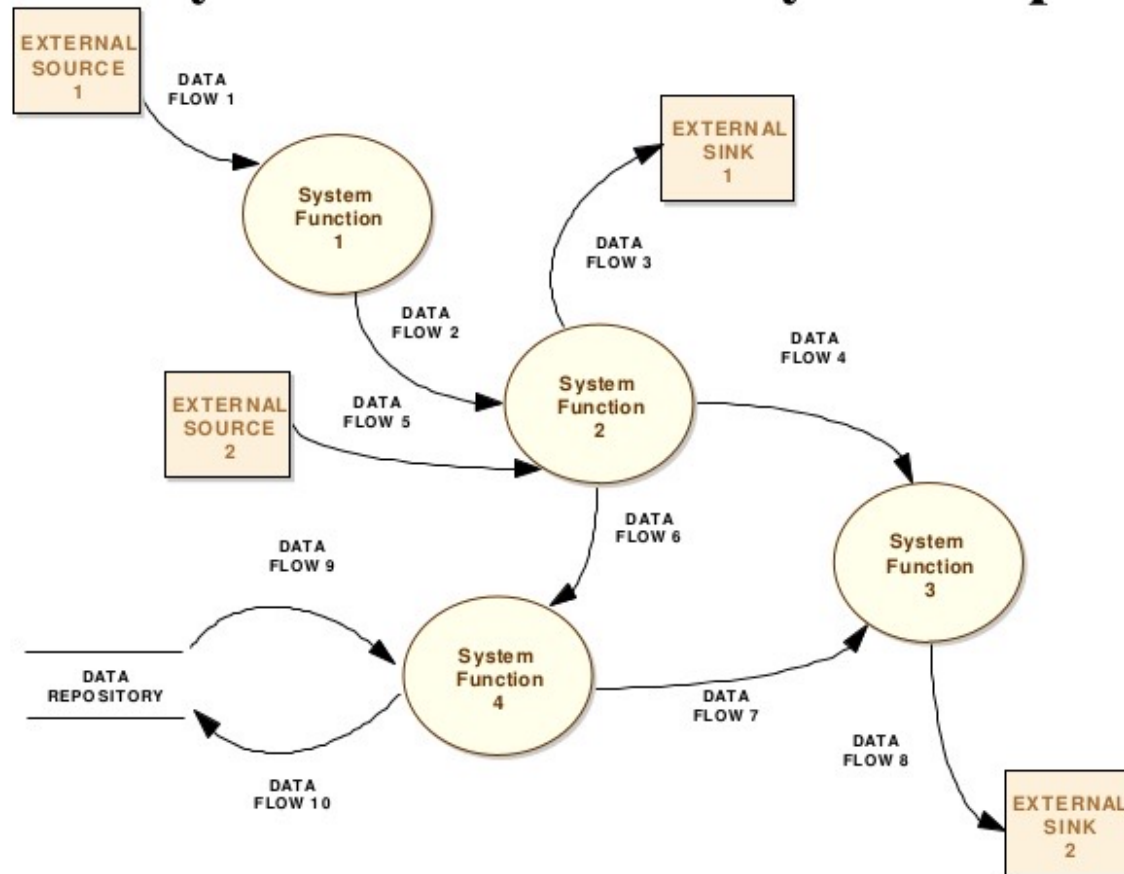 EXTERNAL
SOURCE
1
DATA
FLOW 1
EXTERNAL
SINK
1
System
Function
1
DATA
FLOW 3
DATA
FLOW 2
DATA
FLOW 4
System
Function
2
EXTERNAL
SOURCE
2
DATA
FLOW 5
DATA
FLOW 6
System
Function
3
DATA
FLOW 9
System
Function
4
DATA
REPOSITORY
DATA
FLOW 7
DATA
FLOW 8
DATA
FLOW 10
EXTERNAL
SINK
2